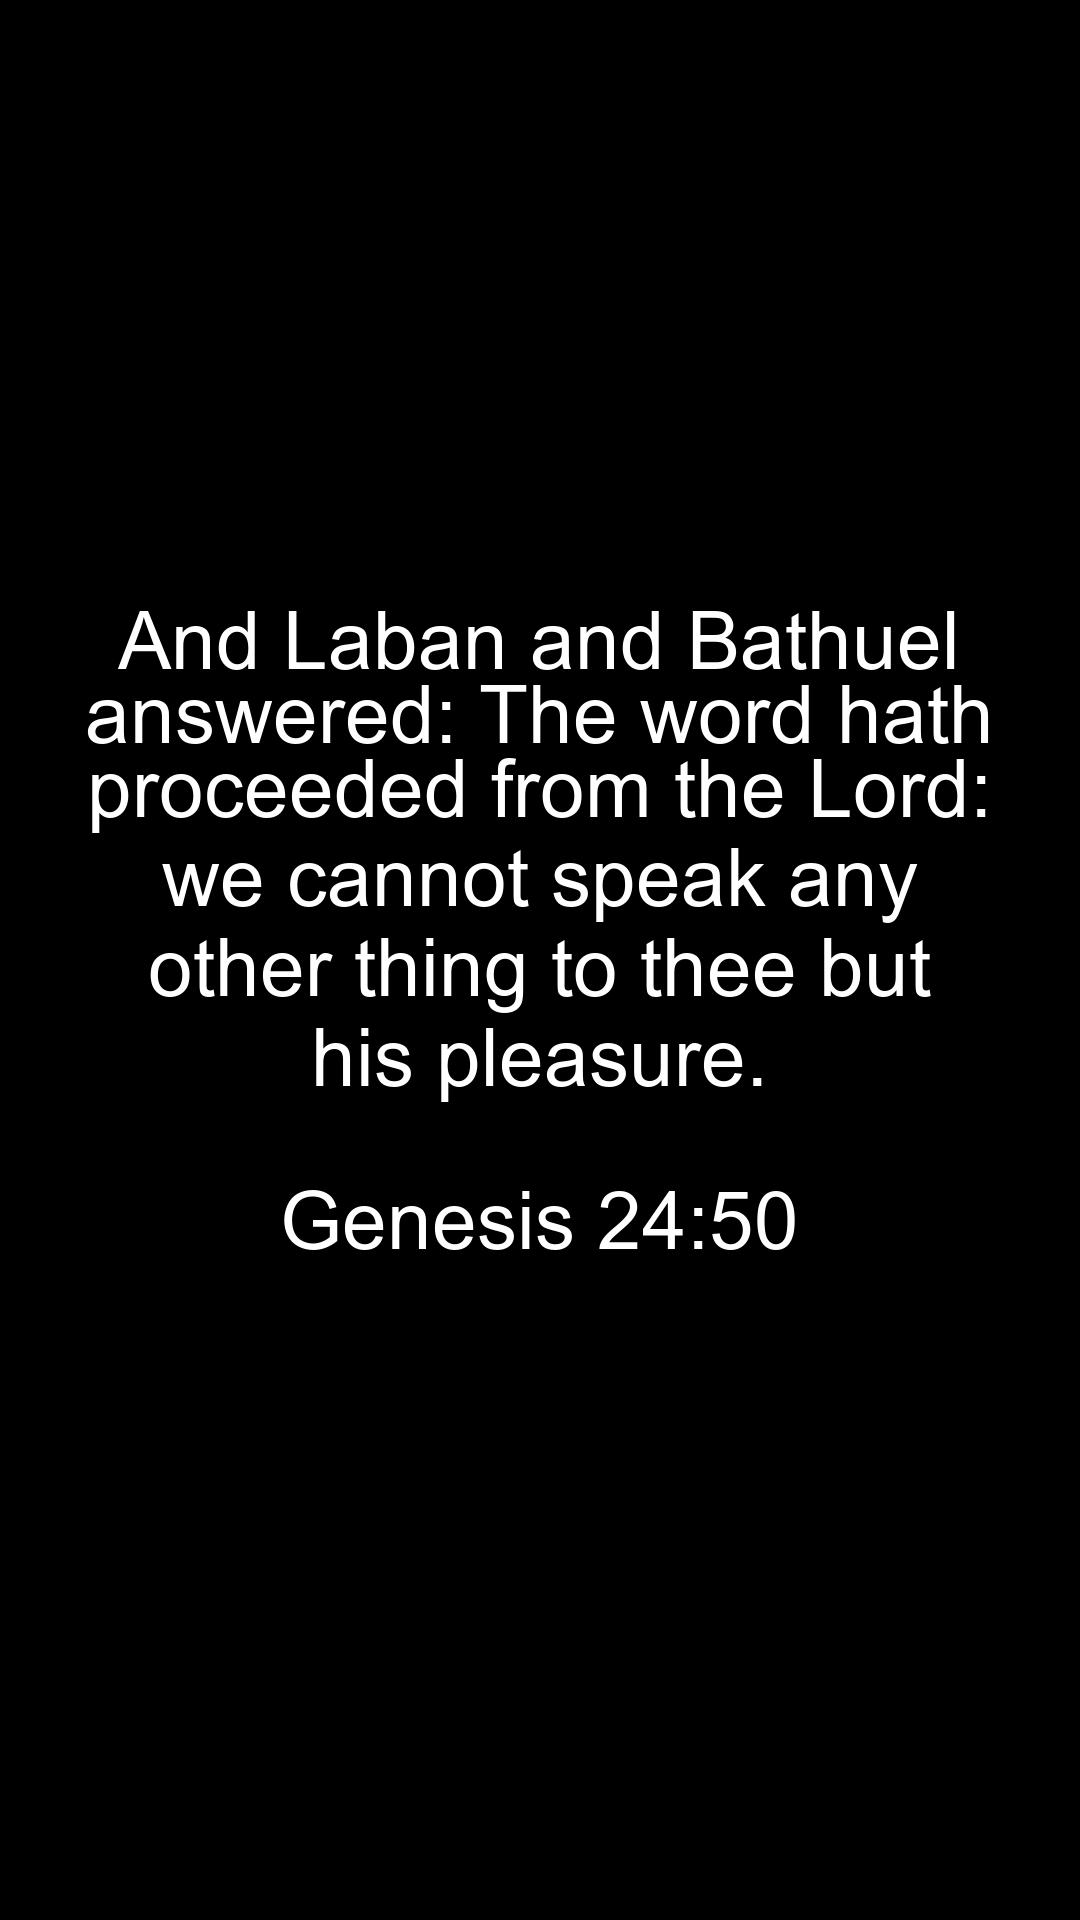 And Laban and Bathuel
answered: The word hath
proceeded from the Lord:
we cannot speak any
other thing to thee but
his pleasure.
Genesis 24:50